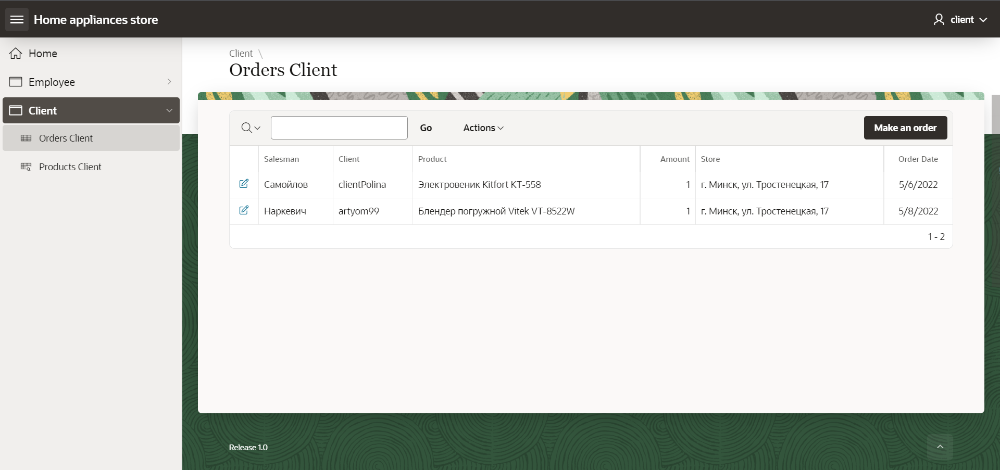 Home appliances store
client
Home
Employee
Client
Orders Client
Products Client
Client \
Orders Client
Go
Actions
Make an order
Salesman Client Product Amount Store Order Date
Самойлов clientPolina Электровеник Kitfort KT-558 1 г. Минск, ул. Тростенецкая, 17 5/6/2022
Наркевич artyom99 Блендер погружной Vitek VT-8522W 1 г. Минск, ул. Тростенецкая, 17 5/8/2022
1 - 2
Release 1.0